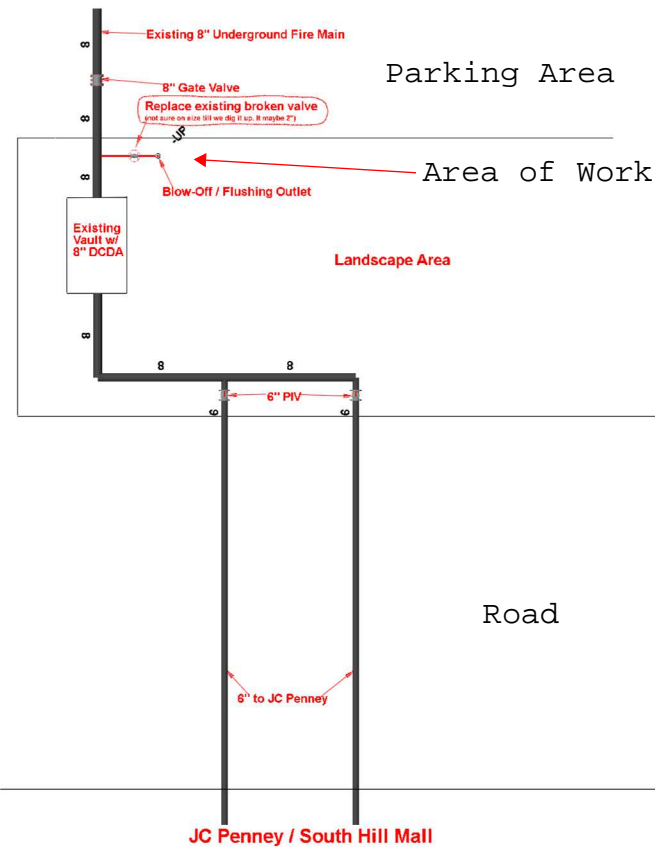 Existing 8" Underground Fire Main
8
Parking Area
8" Gate Valve
Replace existing broken valve
(not sure on size till we dig it up. It maybe 2")
8
-UP
Area of Work
8
Blow-Off / Flushing Outlet
Existing
Vault w/
8" DCDA
Landscape Area
8
8
8
6" PIV
6
6
Road
6" to JC Penney
JC Penney / South Hill Mall